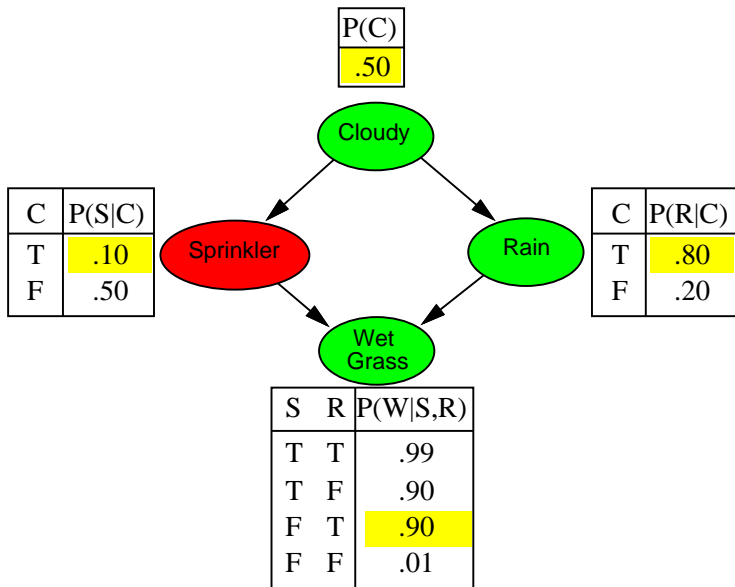 P(C)
.50
Cloudy
C P(S|C)
T .10
F .50
Sprinkler
Rain
C P(R|C)
T .80
F .20
Wet
Grass
S R P(W|S,R)
T T .99
T F .90
F T .90
F F .01